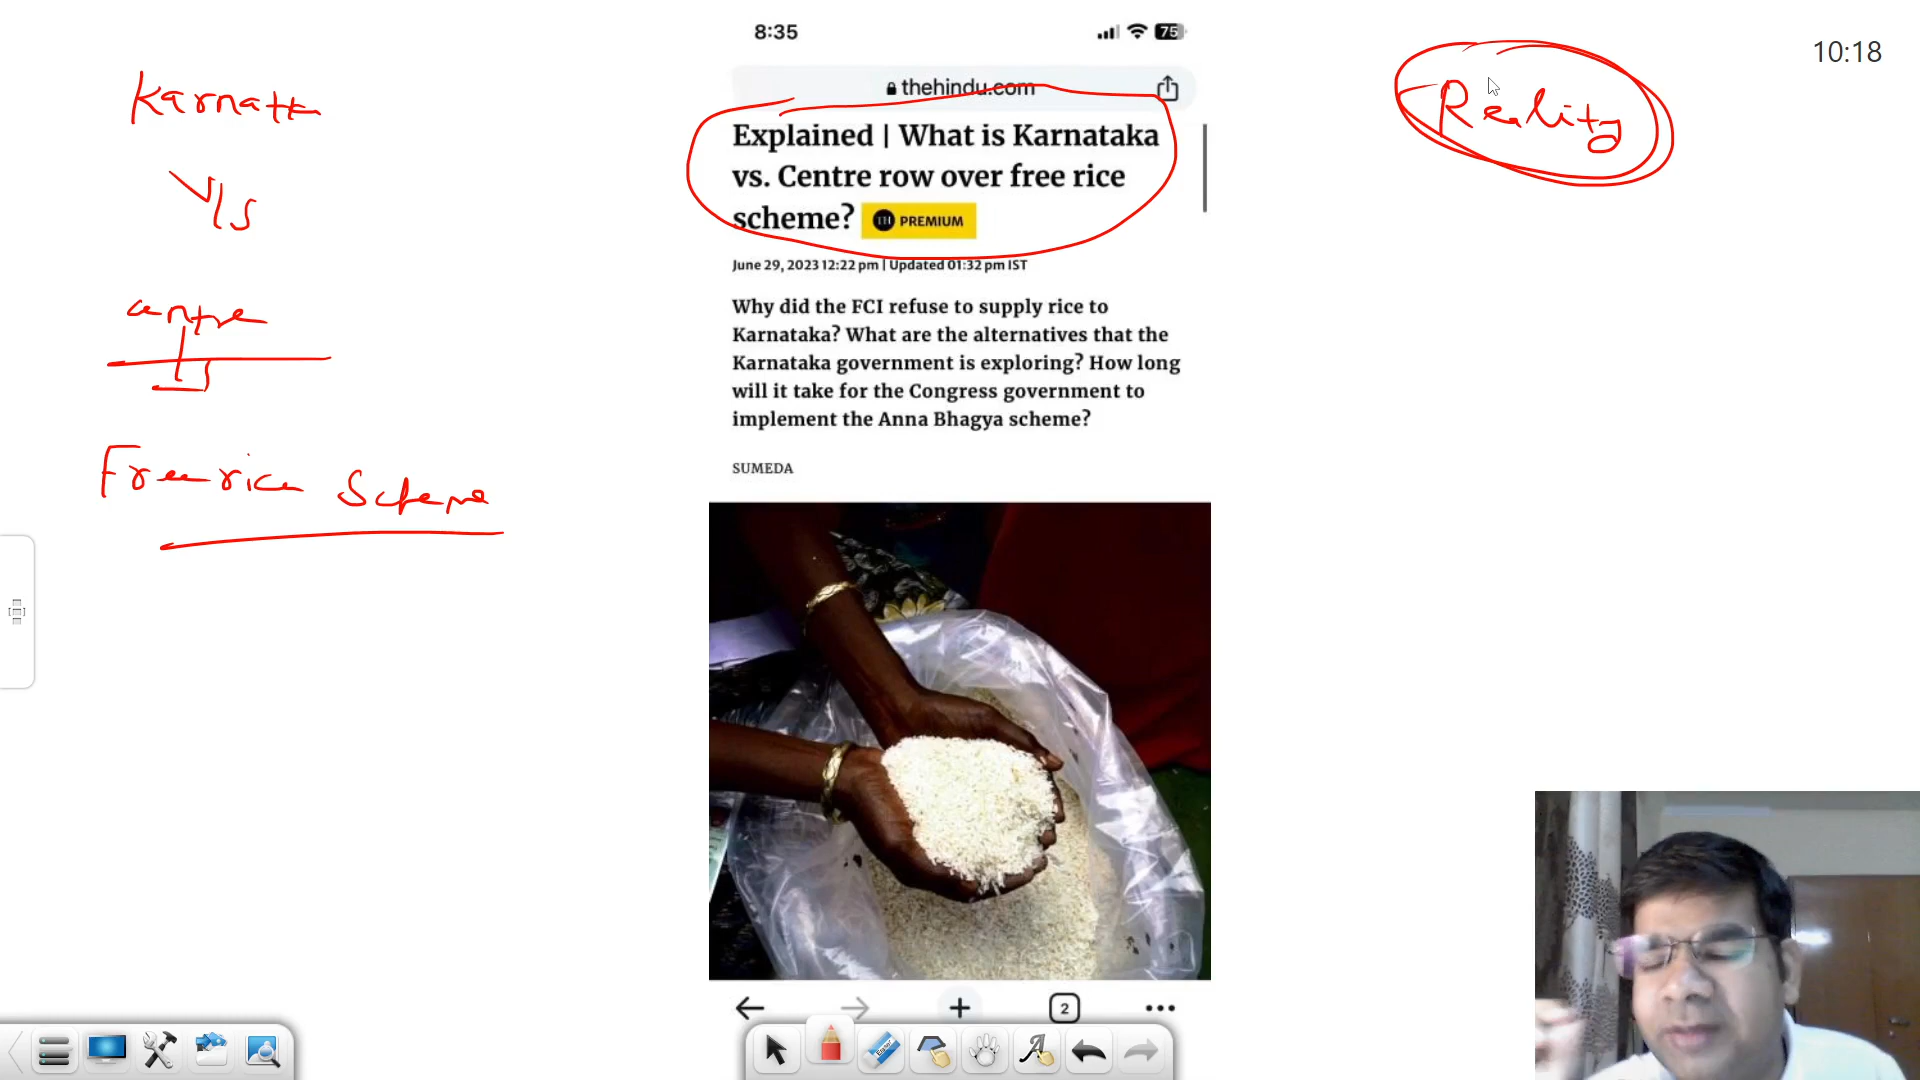 8:35
75
10:18
thehindu.com
Explained | What is Karnataka
vs. Centre row over free rice
scheme? TH PREMIUM
June 29, 2023 12:22 pm | Updated 01:32 pm IST
Why did the FCI refuse to supply rice to
Karnataka? What are the alternatives that the
Karnataka government is exploring? How long
will it take for the Congress government to
implement the Anna Bhagya scheme?
SUMEDA
V/S
centre
Free rice Scheme
Reality
2